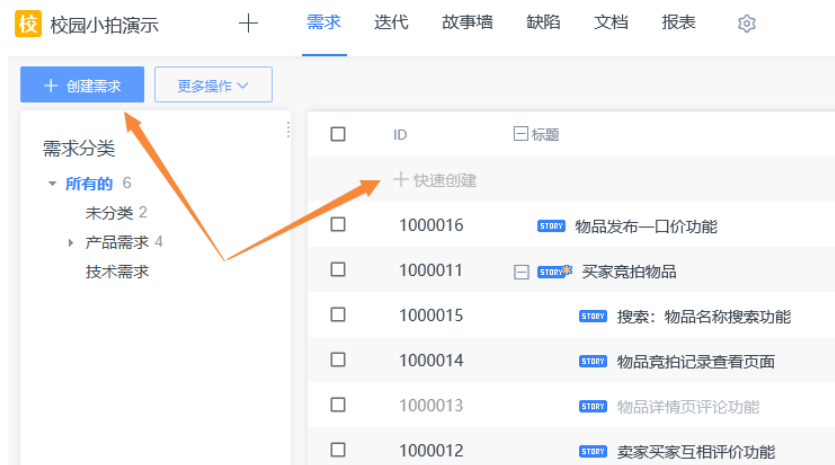 校 校园小拍演示 需求 迭代 故事墙 缺陷 文档 报表
创建需求 更多操作
需求分类
所有的 6
未分类 2
产品需求 4
技术需求
ID 标题
快速创建
1000016 STORY 物品发布一口价功能
1000011 STORY 买家竞拍物品
1000015 STORY 搜索：物品名称搜索功能
1000014 STORY 物品竞拍记录查看页面
1000013 STORY 物品详情页评论功能
1000012 STORY 卖家买家互相评价功能